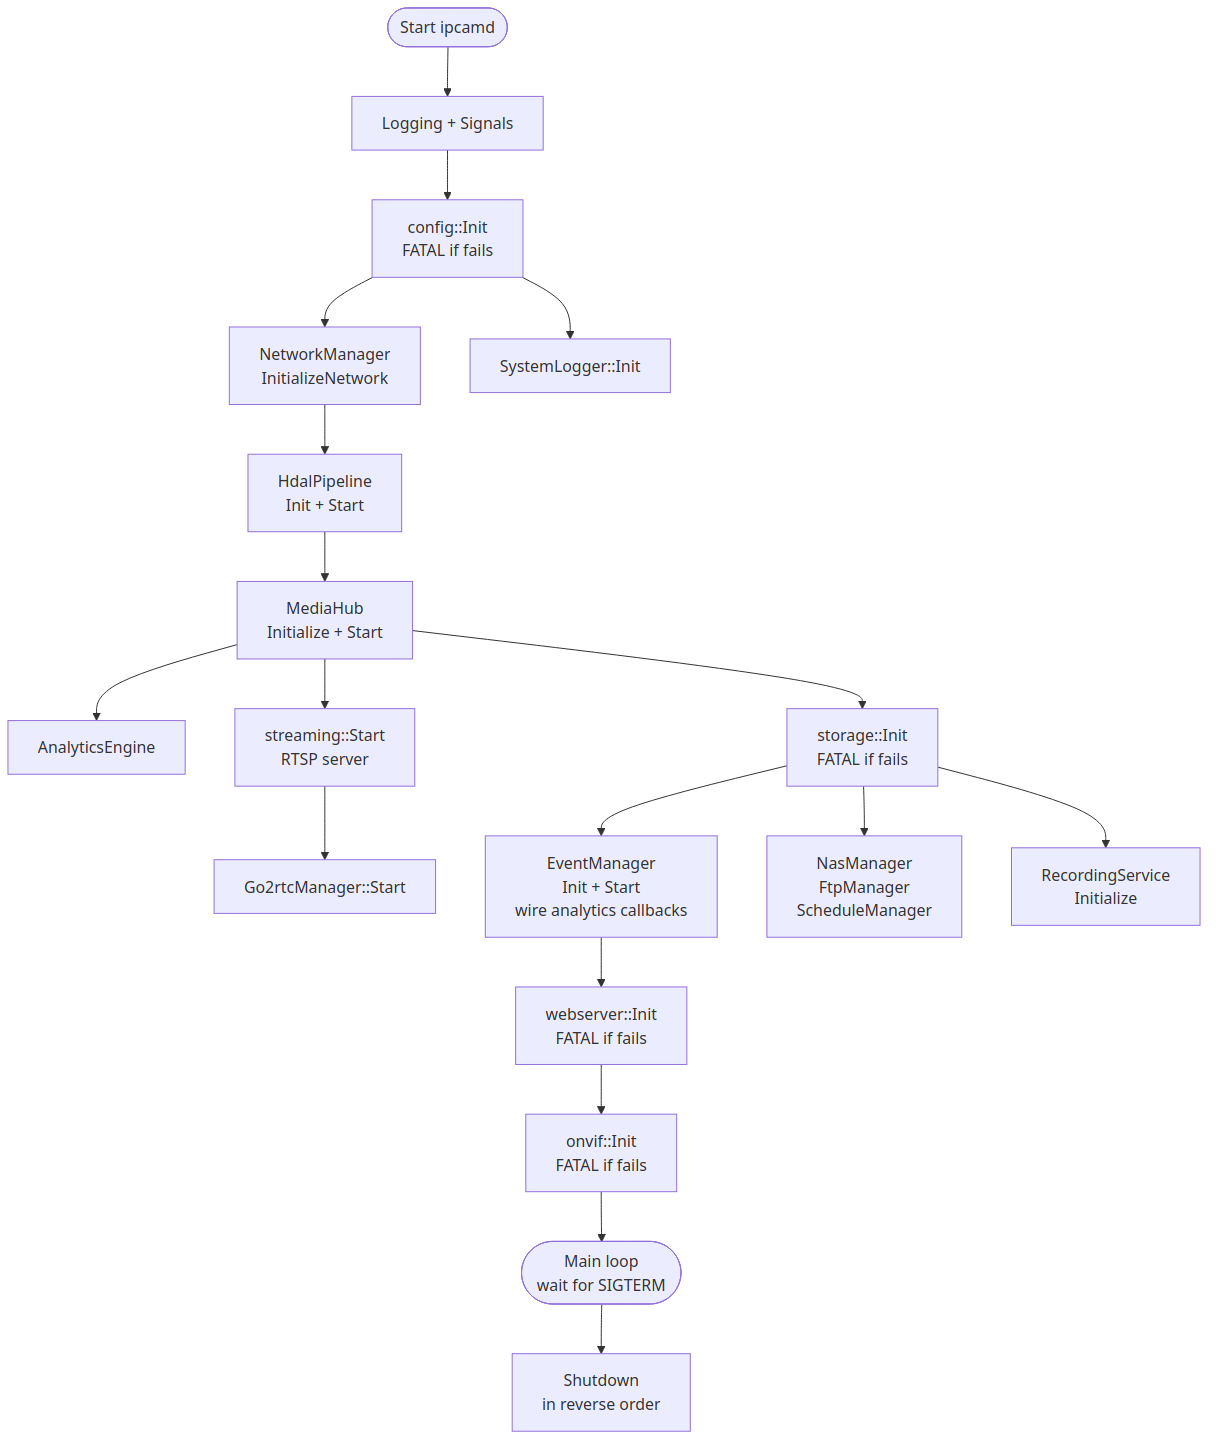 Start ipcamd
Logging + Signals
config::Init
FATAL if fails
NetworkManager
InitializeNetwork
SystemLogger::Init
HdalPipeline
Init + Start
MediaHub
Initialize + Start
AnalyticsEngine
streaming::Start
RTSP server
storage::Init
FATAL if fails
Go2rtcManager::Start
EventManager
Init + Start
wire analytics callbacks
NasManager
FtpManager
ScheduleManager
RecordingService
Initialize
webserver::Init
FATAL if fails
onvif::Init
FATAL if fails
Main loop
wait for SIGTERM
Shutdown
in reverse order